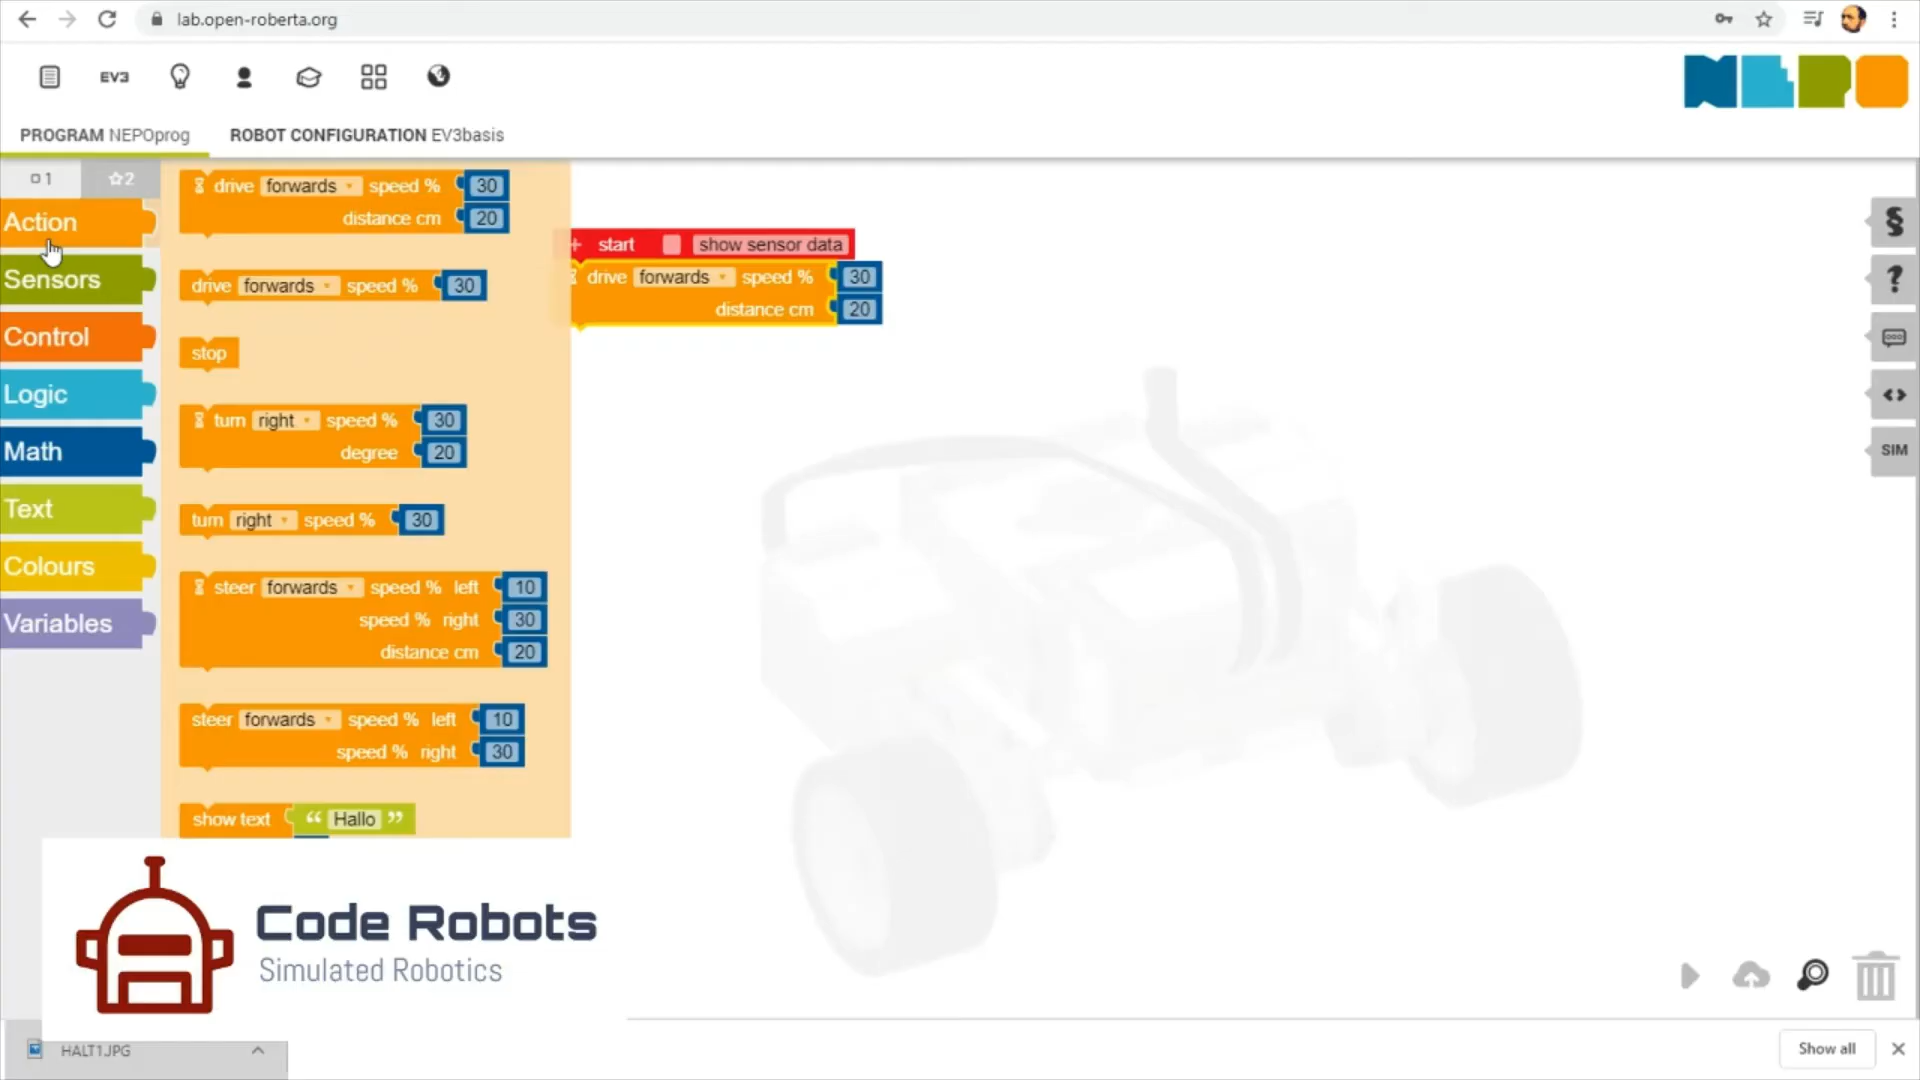 lab.open-roberta.org
EV3
PROGRAM NEPOprog
ROBOT CONFIGURATION EV3basis
1
2
Action
Sensors
Control
Logic
Math
Text
Colours
Variables
drive forwards speed % 30
distance cm 20
drive forwards speed % 30
stop
turn right speed % 30
degree 20
turn right speed % 30
steer forwards speed % left 10
speed % right 30
distance cm 20
steer forwards speed % left 10
speed % right 30
show text “ Hallo ”
+ start show sensor data
drive forwards speed % 30
distance cm 20
§
?
<>
SIM
Code Robots
Simulated Robotics
HALT1.JPG
Show all